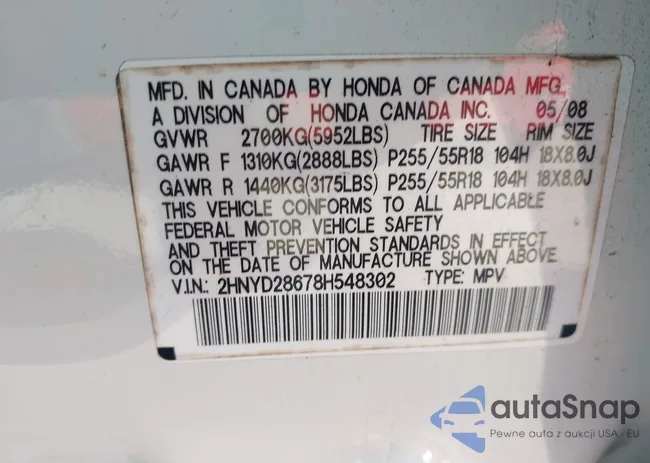 MFD. IN CANADA BY HONDA OF CANADA MFG.,
A DIVISION OF HONDA CANADA INC. 05/08
GVWR 2700KG(5952LBS) TIRE SIZE RIM SIZE
GAWR F 1310KG(2888LBS) P255/55R18 104H 18X8.0J
GAWR R 1440KG(3175LBS) P255/55R18 104H 18X8.0J
THIS VEHICLE CONFORMS TO ALL APPLICABLE
FEDERAL MOTOR VEHICLE SAFETY
AND THEFT PREVENTION STANDARDS IN EFFECT
ON THE DATE OF MANUFACTURE SHOWN ABOVE.
V.I.N.: 2HNYD28678H548302 TYPE: MPV
autaSnap
Pewne auta z aukcji USA i EU